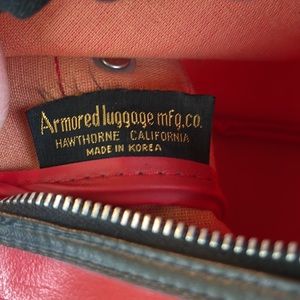 Armored luggage mfg.co.
HAWTHORNE CALIFORNIA
MADE IN KOREA